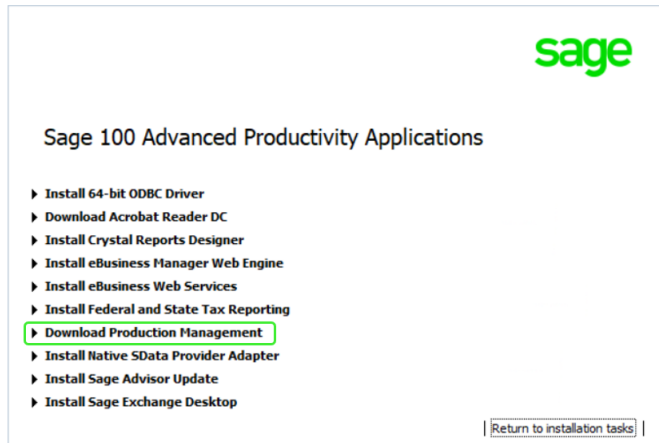 sage
Sage 100 Advanced Productivity Applications
Install 64-bit ODBC Driver
Download Acrobat Reader DC
Install Crystal Reports Designer
Install eBusiness Manager Web Engine
Install eBusiness Web Services
Install Federal and State Tax Reporting
Download Production Management
Install Native SData Provider Adapter
Install Sage Advisor Update
Install Sage Exchange Desktop
Return to installation tasks